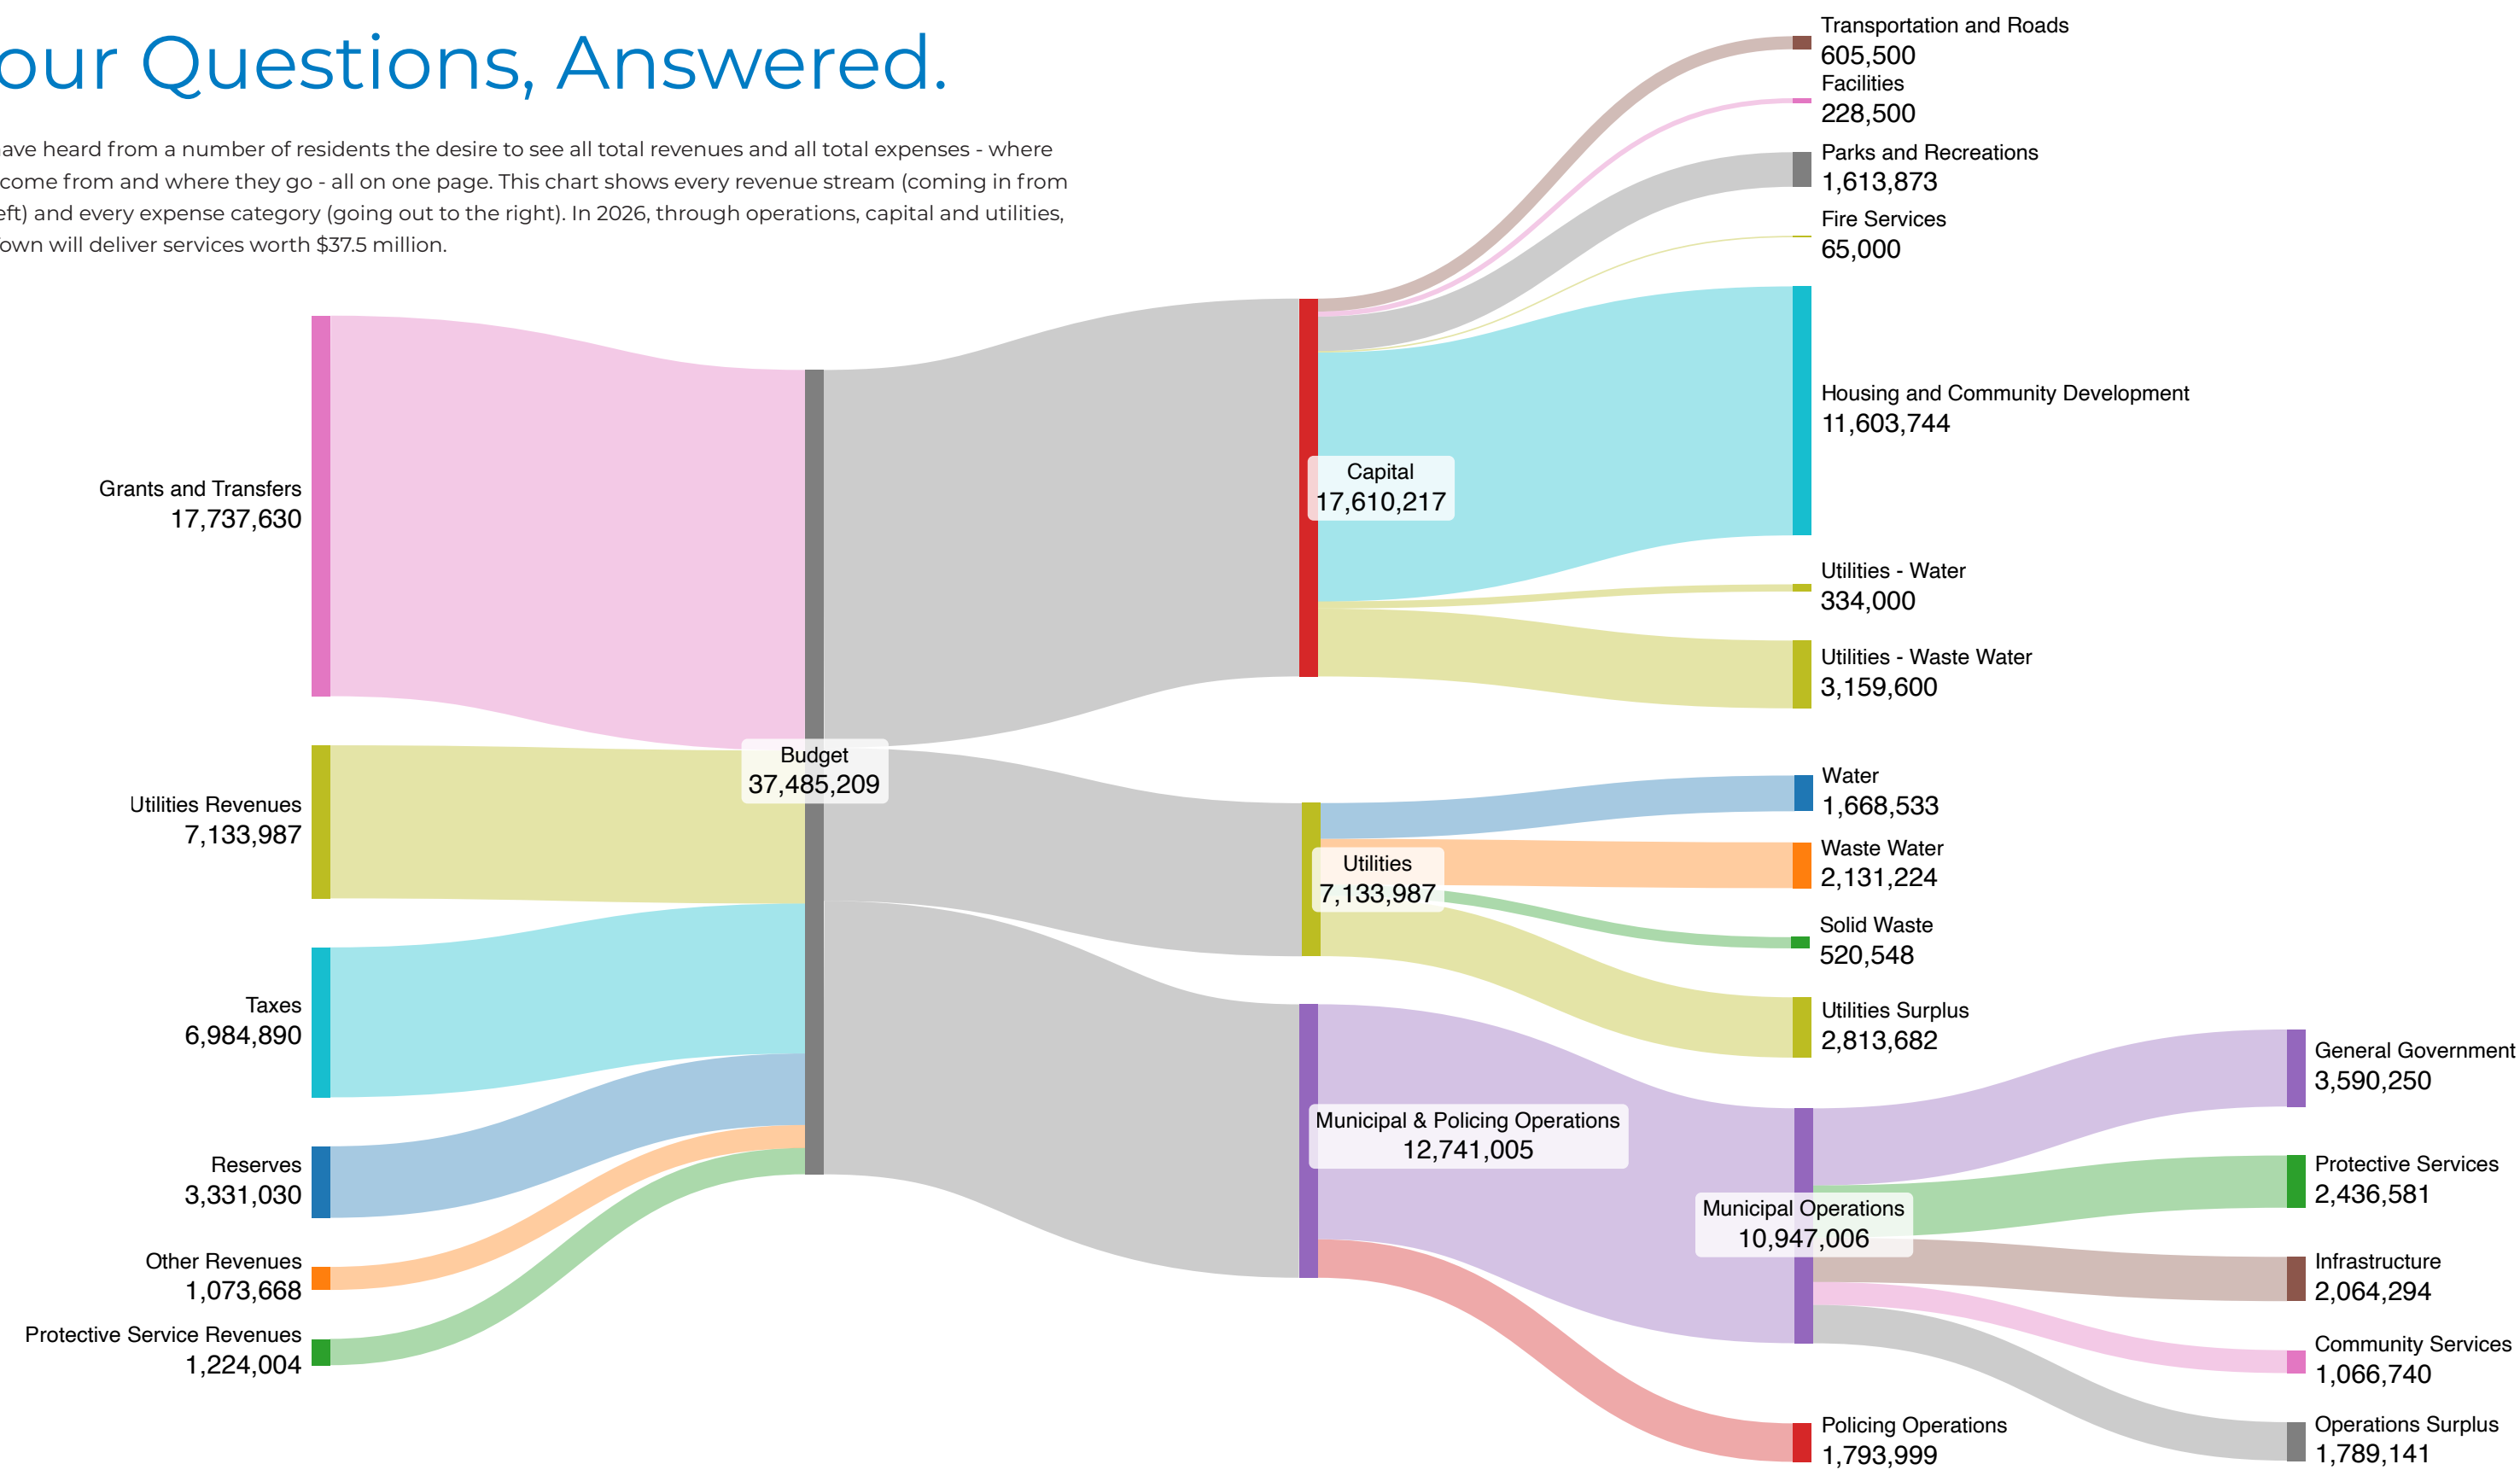 our Questions, Answered.
ave heard from a number of residents the desire to see all total revenues and all total expenses - where
come from and where they go - all on one page. This chart shows every revenue stream (coming in from
eft) and every expense category (going out to the right). In 2026, through operations, capital and utilities,
own will deliver services worth $37.5 million.
Grants and Transfers
17,737,630
Utilities Revenues
7,133,987
Taxes
6,984,890
Reserves
3,331,030
Other Revenues
1,073,668
Protective Service Revenues
1,224,004
Budget
37,485,209
Capital
17,610,217
Utilities
7,133,987
Municipal & Policing Operations
12,741,005
Transportation and Roads
605,500
Facilities
228,500
Parks and Recreations
1,613,873
Fire Services
65,000
Housing and Community Development
11,603,744
Utilities - Water
334,000
Utilities - Waste Water
3,159,600
Water
1,668,533
Waste Water
2,131,224
Solid Waste
520,548
Utilities Surplus
2,813,682
Municipal Operations
10,947,006
Policing Operations
1,793,999
General Government
3,590,250
Protective Services
2,436,581
Infrastructure
2,064,294
Community Services
1,066,740
Operations Surplus
1,789,141